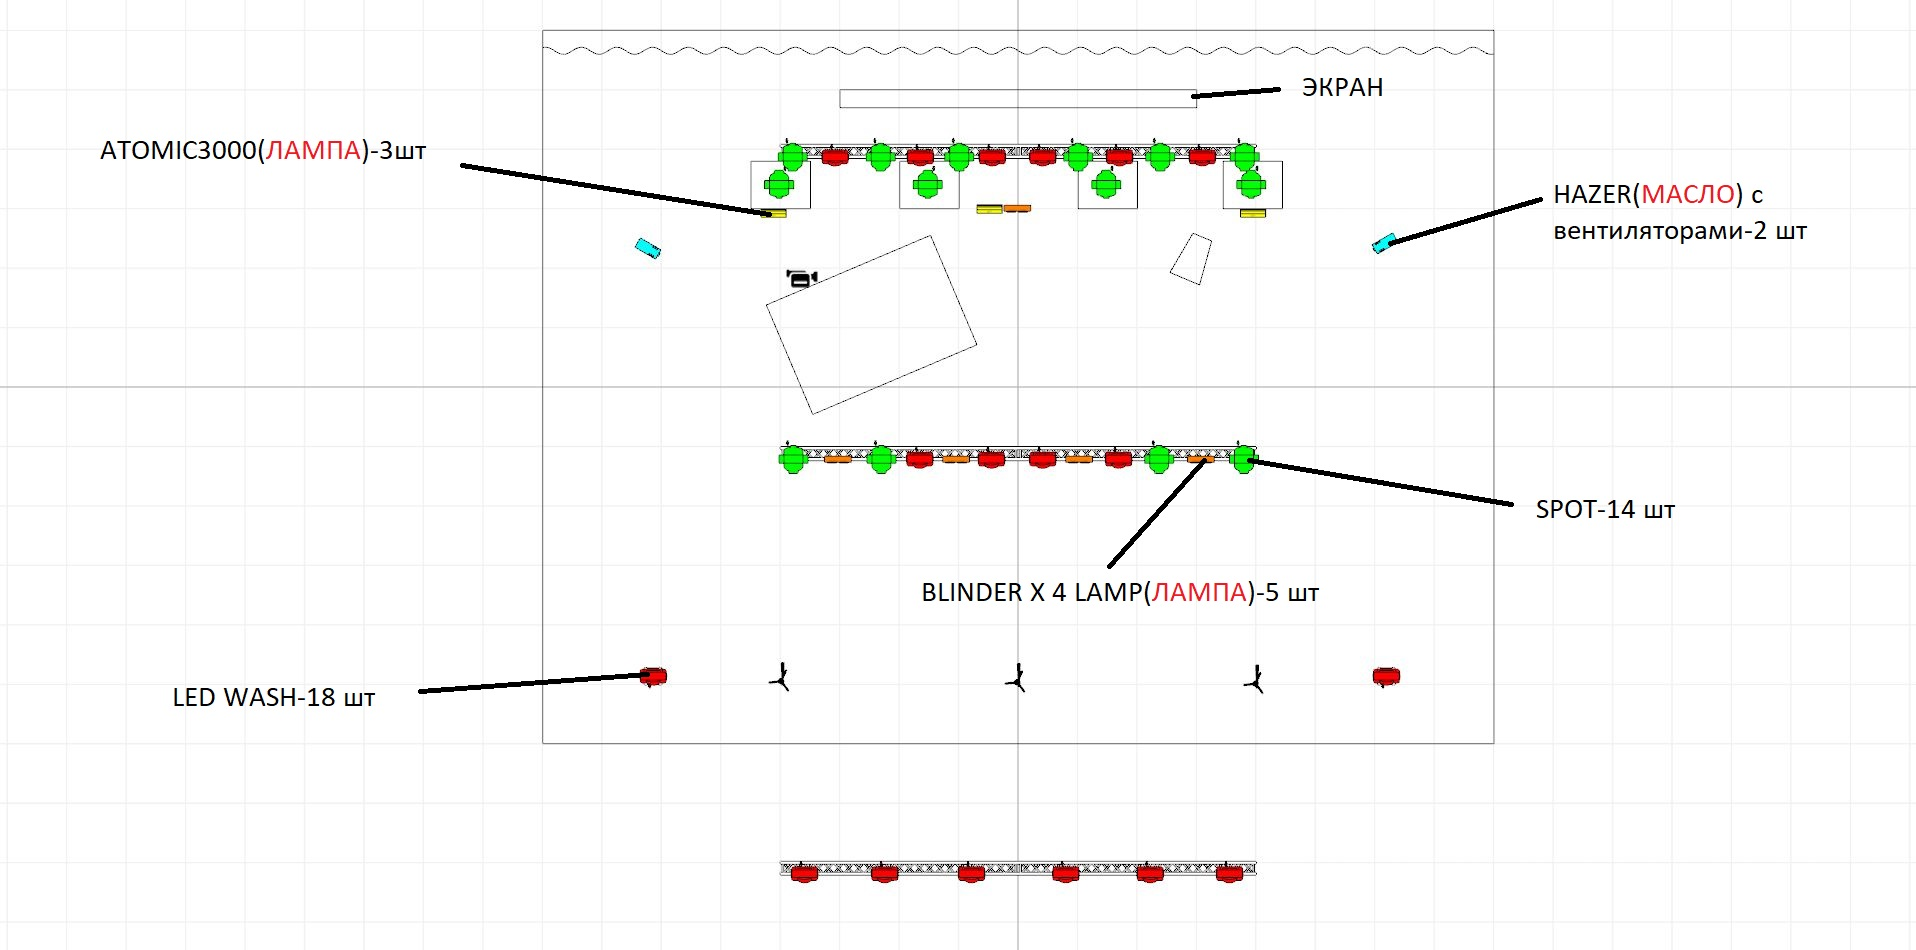 ЭКРАН
ATOMIC3000(ЛАМПА)-3шт
HAZER(МАСЛО) с
вентиляторами-2 шт
SPOT-14 шт
BLINDER X 4 LAMP(ЛАМПА)-5 шт
LED WASH-18 шт